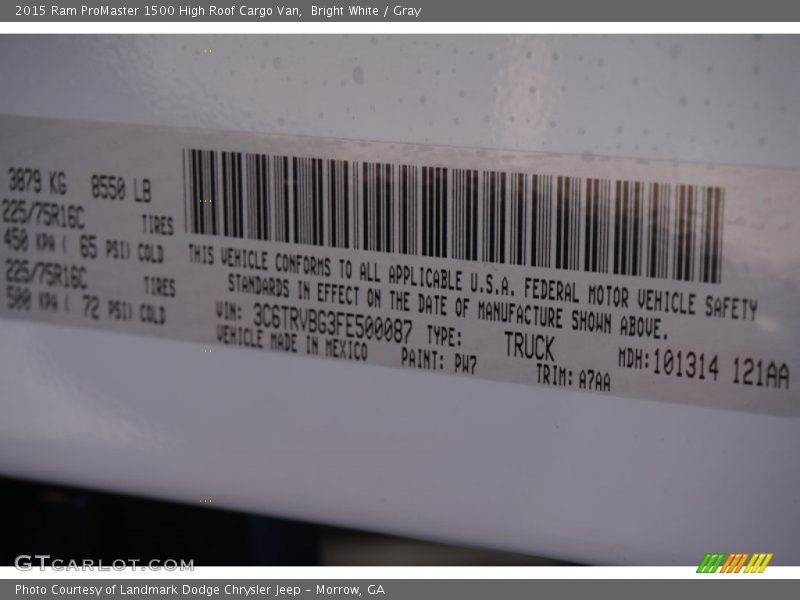 2015 Ram ProMaster 1500 High Roof Cargo Van,  Bright White / Gray
3879 KG 8550 LB
225/75R16C TIRES
450 KPA ( 65 PSI) COLD
225/75R16C TIRES
500 KPA ( 72 PSI) COLD
THIS VEHICLE CONFORMS TO ALL APPLICABLE U.S.A. FEDERAL MOTOR VEHICLE SAFETY
STANDARDS IN EFFECT ON THE DATE OF MANUFACTURE SHOWN ABOVE.
VIN: 3C6TRVBG3FE500087 TYPE: TRUCK MDH:101314 121AA
VEHICLE MADE IN MEXICO PAINT: PW7 TRIM: A7AA
GTCARLOT.COM
Photo Courtesy of Landmark Dodge Chrysler Jeep – Morrow, GA